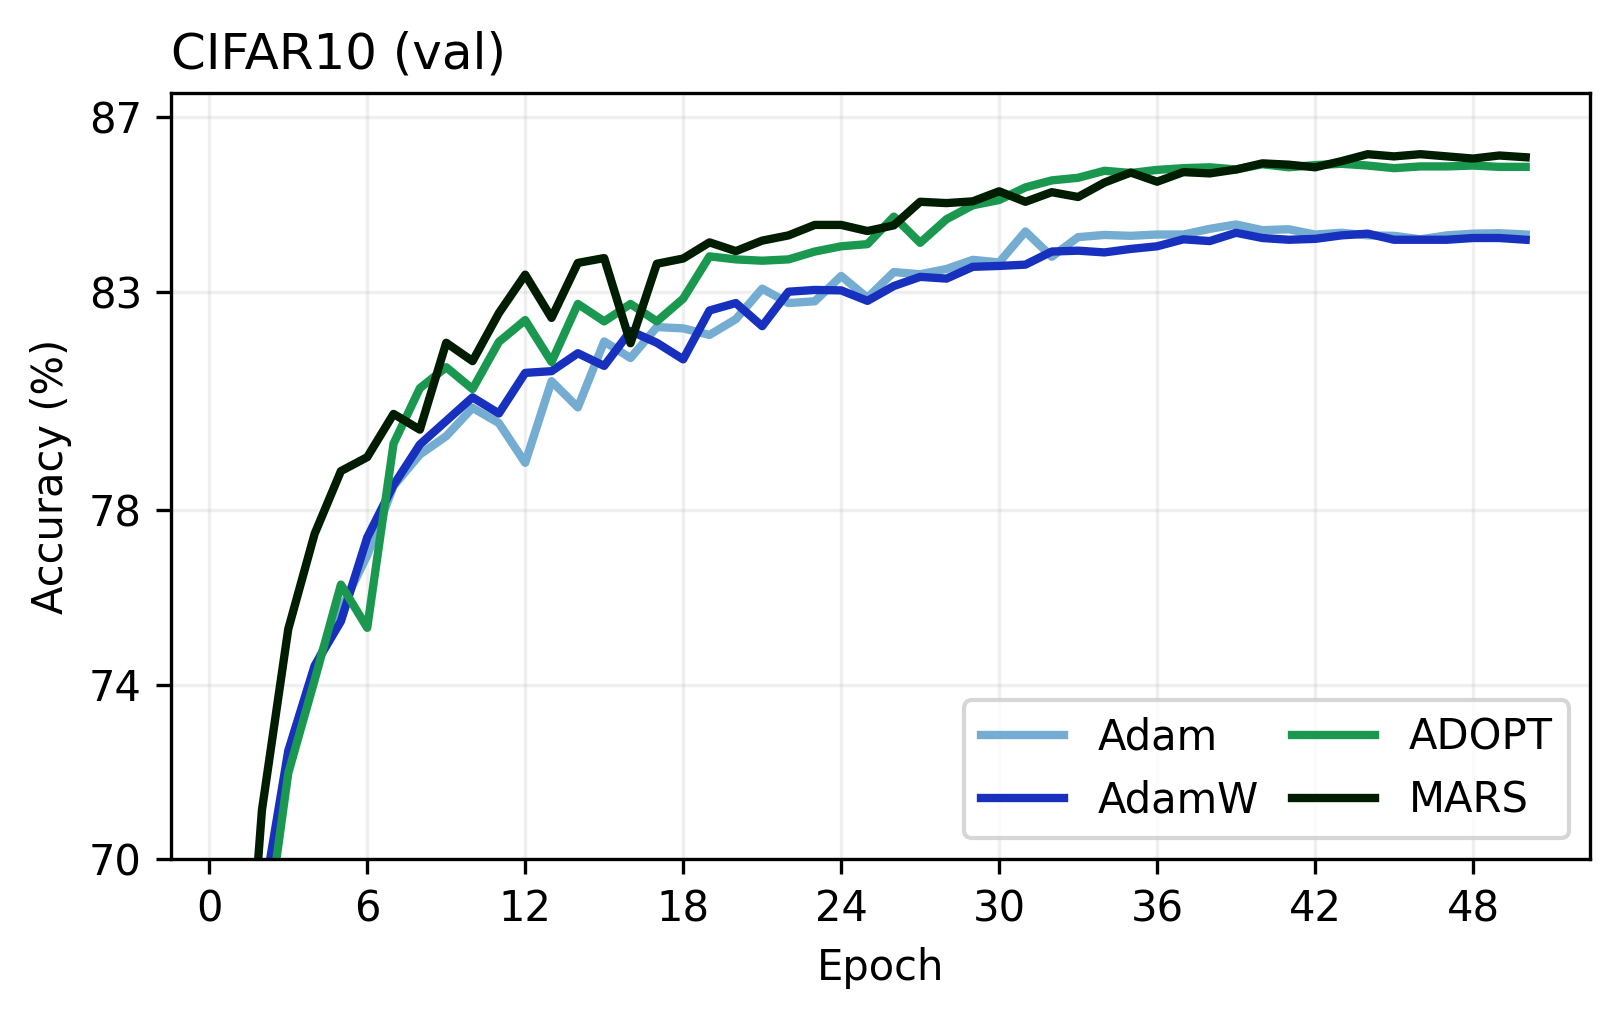 CIFAR10 (val)
87
83
78
74
70
Accuracy (%)
0 6 12 18 24 30 36 42 48
Epoch
Adam
AdamW
ADOPT
MARS